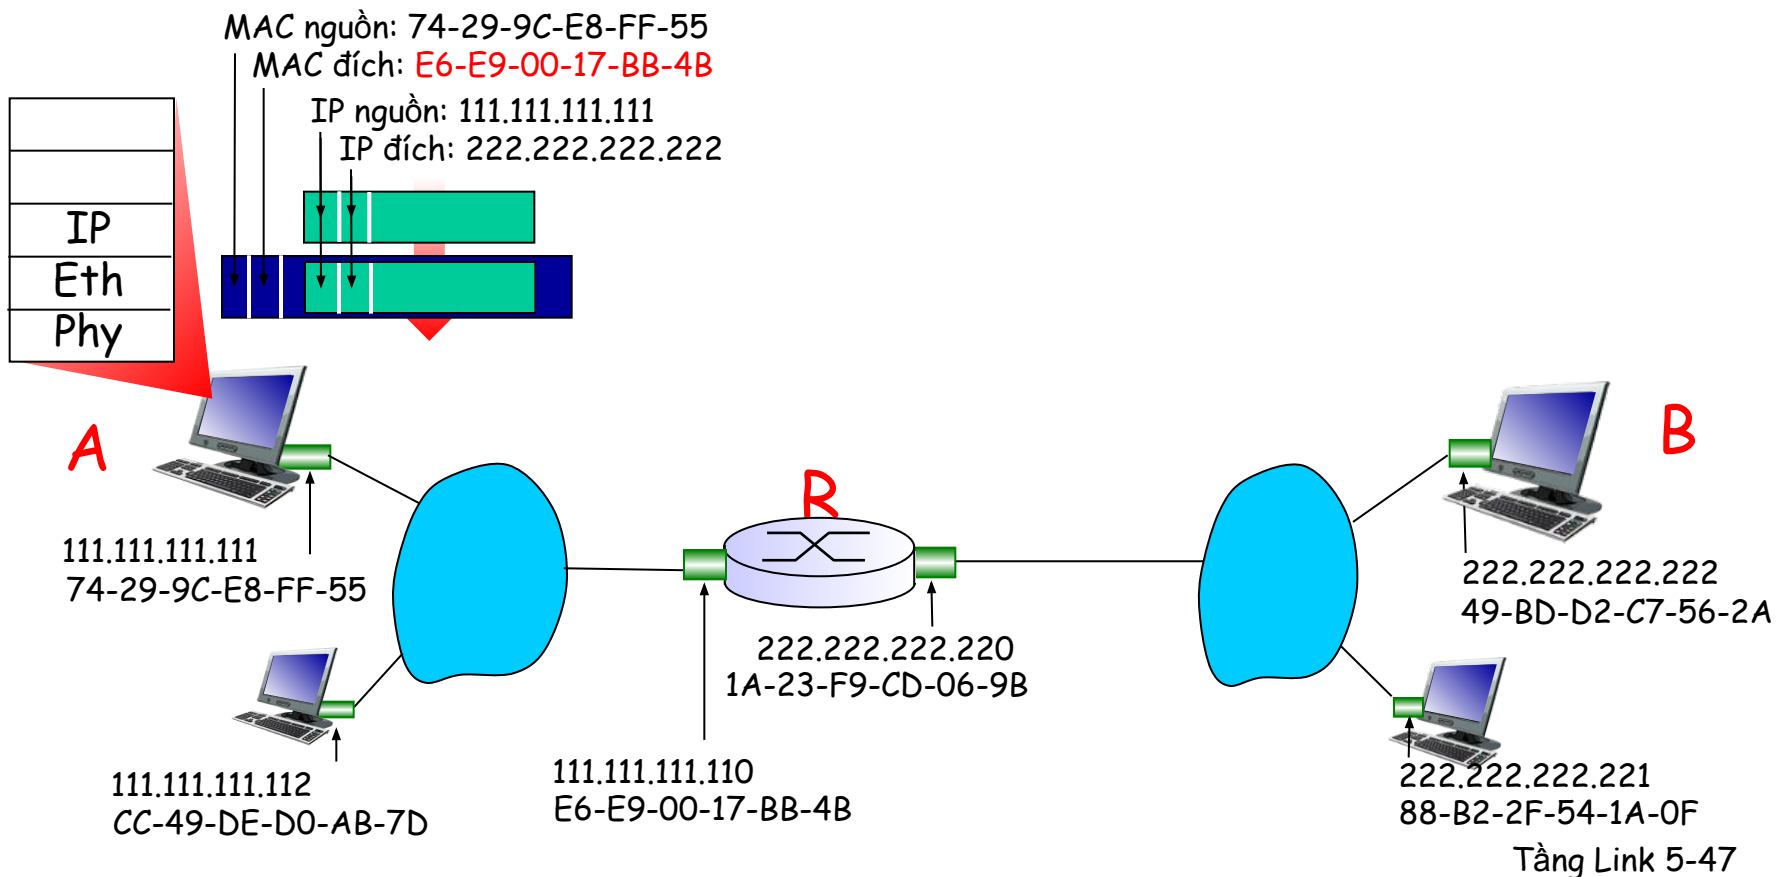 MAC nguồn: 74-29-9C-E8-FF-55
MAC đích: E6-E9-00-17-BB-4B
IP nguồn: 111.111.111.111
IP đích: 222.222.222.222
IP
Eth
Phy
A
B
R
111.111.111.111
74-29-9C-E8-FF-55
222.222.222.222
49-BD-D2-C7-56-2A
222.222.222.220
1A-23-F9-CD-06-9B
111.111.111.112
CC-49-DE-D0-AB-7D
111.111.111.110
E6-E9-00-17-BB-4B
222.222.222.221
88-B2-2F-54-1A-0F
Tầng Link 5-47